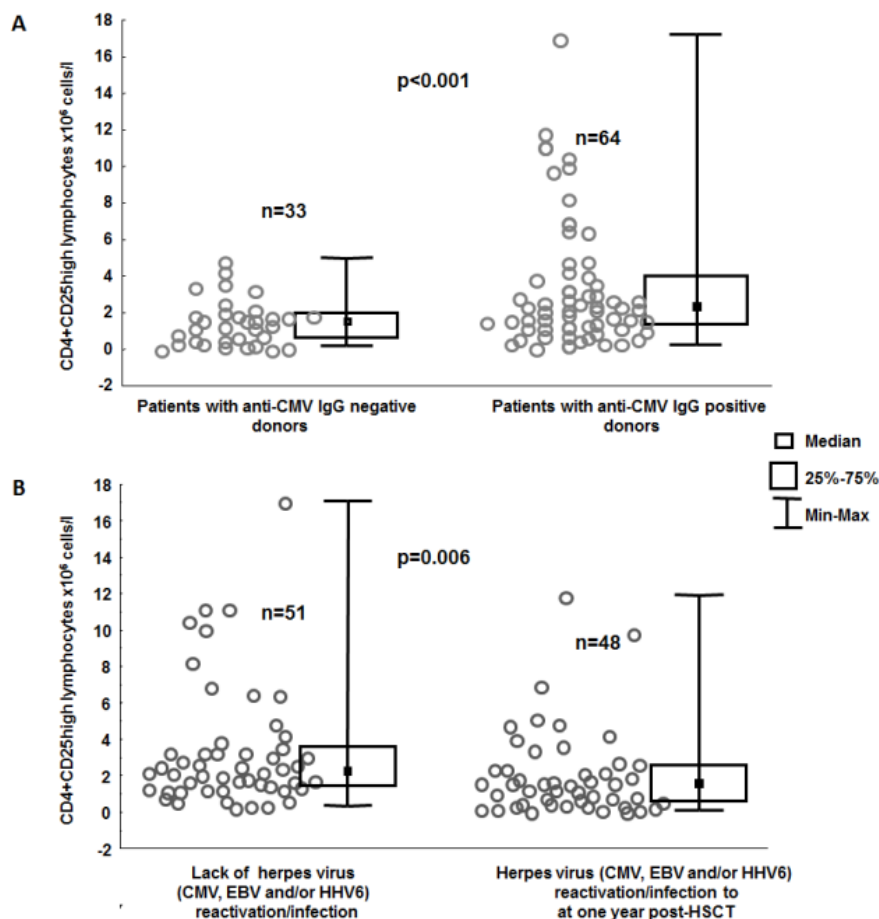 A
18
16
14
12
10
8
6
4
2
0
-2
CD4+CD25high lymphocytes x10⁶ cells/l
p<0.001
n=64
n=33
Patients with anti-CMV IgG negative
donors
Patients with anti-CMV IgG positive
donors
Median
25%-75%
Min-Max
B
18
16
14
12
10
8
6
4
2
0
-2
CD4+CD25high lymphocytes x10⁶ cells/l
p=0.006
n=51
n=48
Lack of herpes virus
(CMV, EBV and/or HHV6)
reactivation/infection
Herpes virus (CMV, EBV and/or HHV6)
reactivation/infection to
at one year post-HSCT